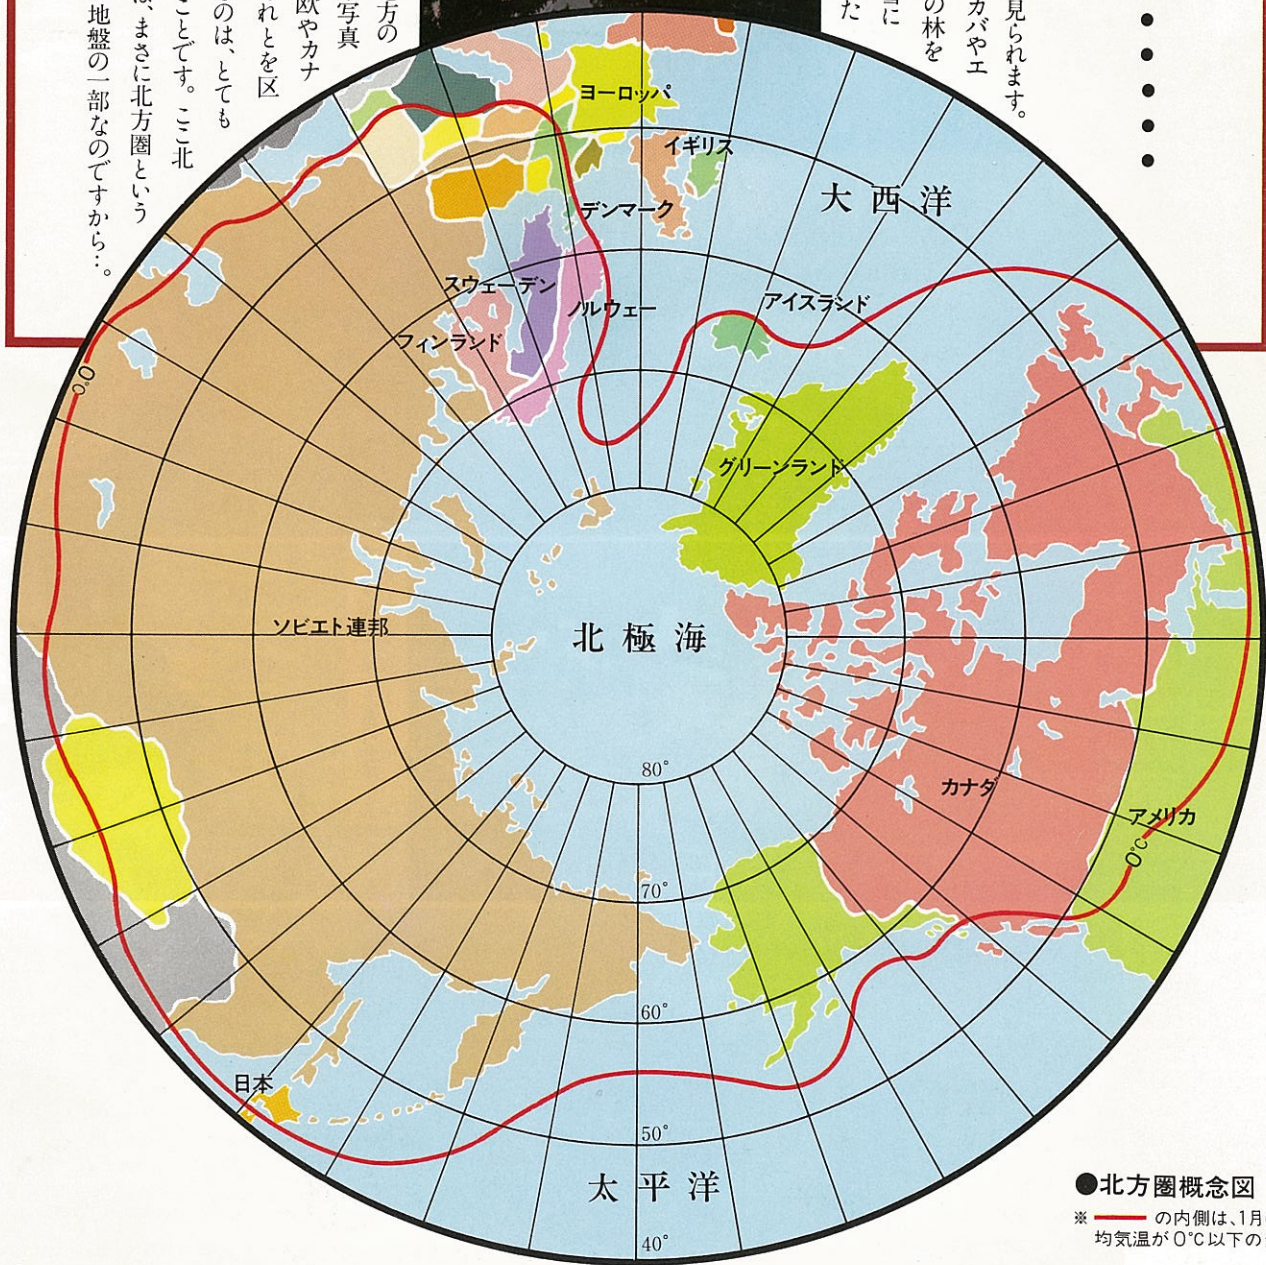 見られます。
カバやエ
の林を
た
方の
写真
欧やカナ
れとを区
のは、とても
ことです。ここ北
、まさに北方圏という
地盤の一部なのですから…。
ヨーロッパ
イギリス
大西洋
デンマーク
スウェーデン
ノルウェー
アイスランド
フィンランド
0.0
グリーンランド
ソビエト連邦
北極海
80°
カナダ
アメリカ
0℃
70°
60°
日本
50°
太平洋
40°
●北方圏概念図
※ の内側は、1月
均気温が0℃以下の